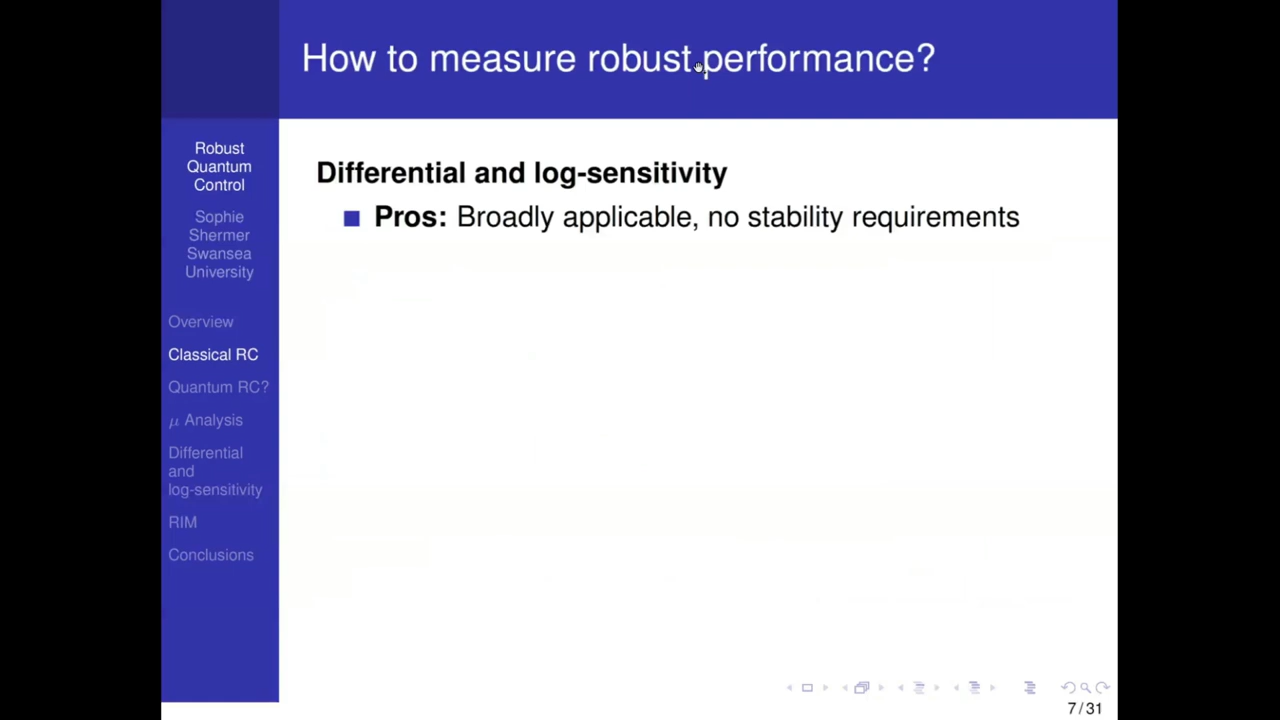 How to measure robust performance?
Robust
Quantum
Control
Sophie
Shermer
Swansea
University
Overview
Classical RC
Quantum RC?
μ Analysis
Differential
and
log-sensitivity
RIM
Conclusions
Differential and log-sensitivity
Pros: Broadly applicable, no stability requirements
7/31